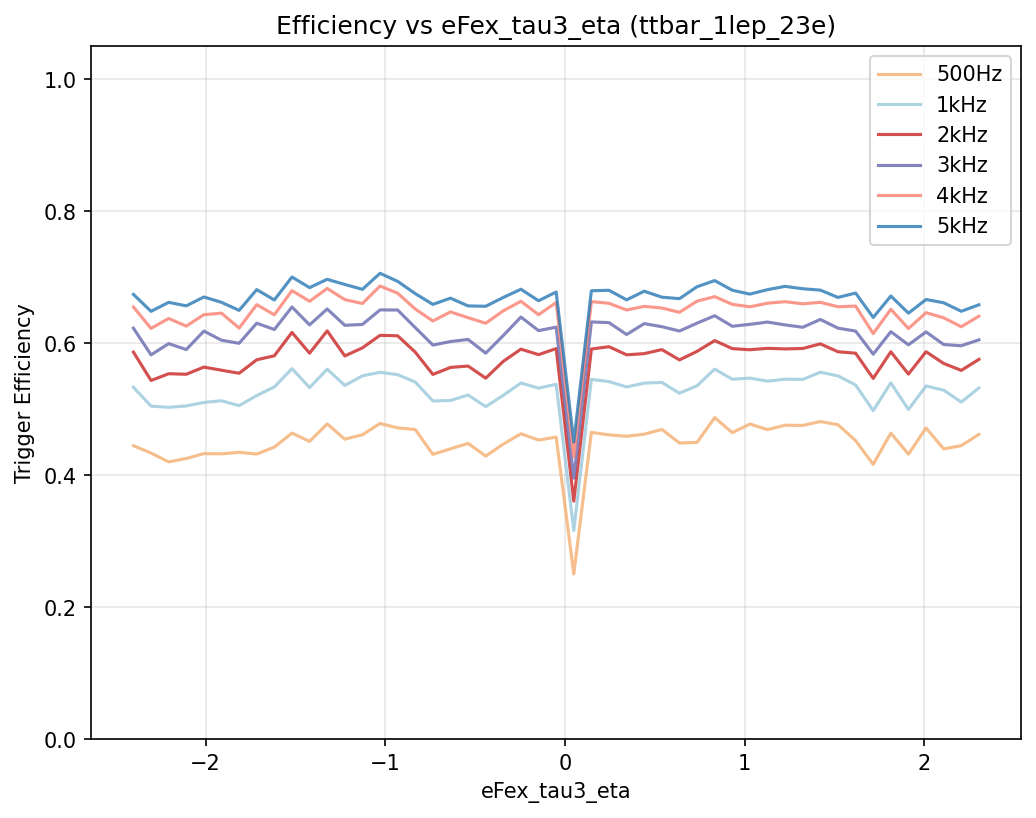 Efficiency vs eFex_tau3_eta (ttbar_1lep_23e)
500Hz
1kHz
2kHz
3kHz
4kHz
5kHz
Trigger Efficiency
1.0
0.8
0.6
0.4
0.2
0.0
−2
−1
0
1
2
eFex_tau3_eta